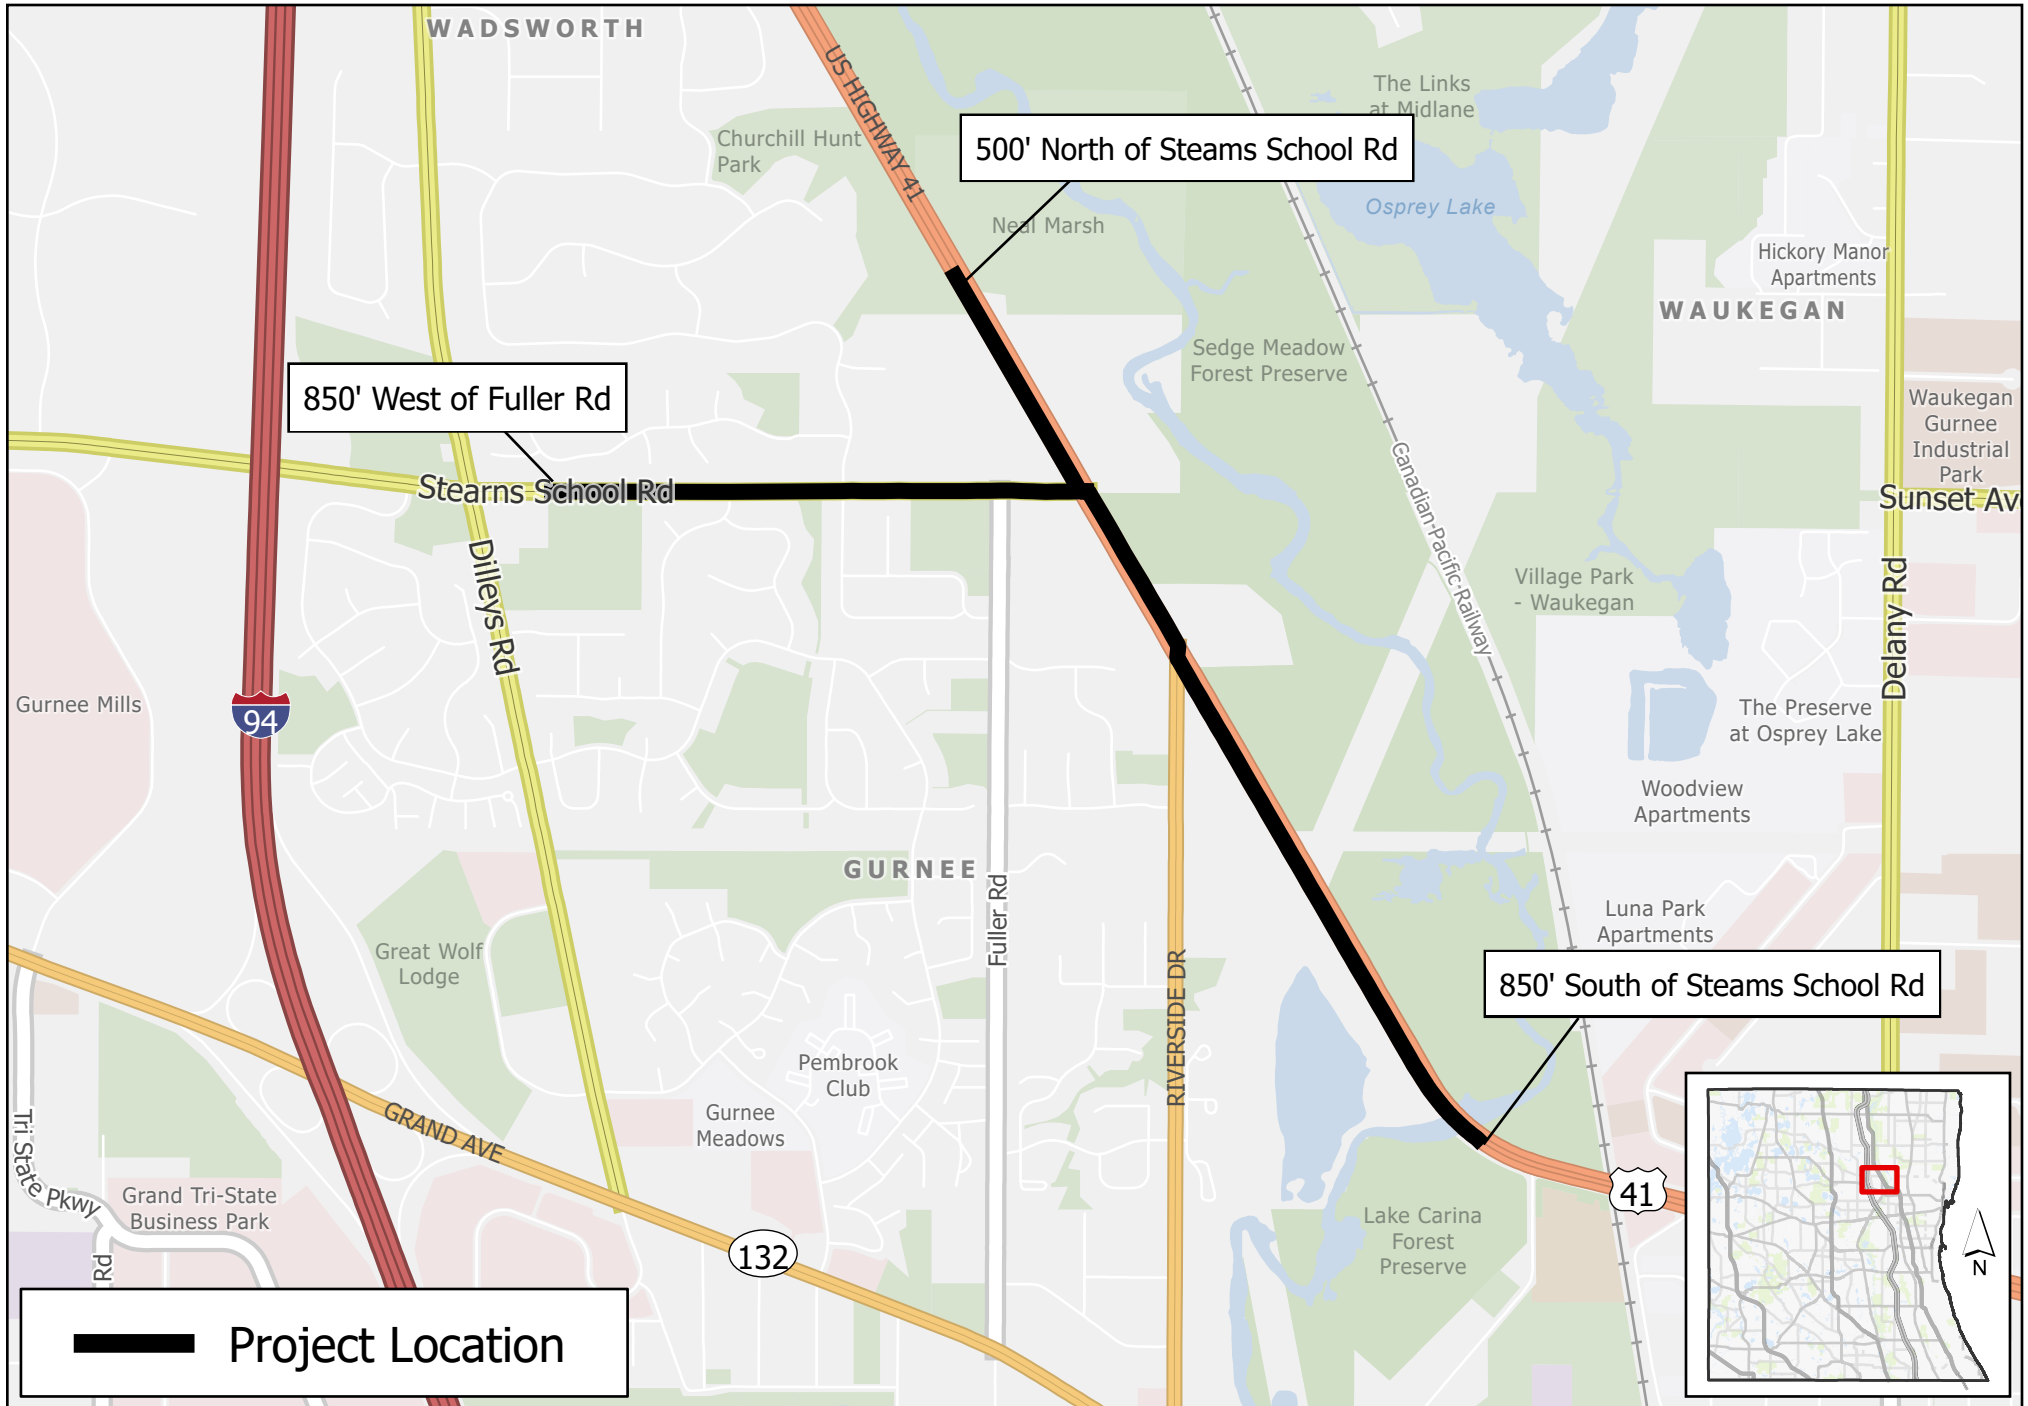 WADSWORTH
US HIGHWAY 41
The Links
at Midlane
Churchill Hunt
Park
500' North of Steams School Rd
Osprey Lake
Neal Marsh
Hickory Manor
Apartments
WAUKEGAN
Sedge Meadow
Forest Preserve
850' West of Fuller Rd
Waukegan
Gurnee
Industrial
Park
Stearns School Rd
Sunset Av
Canadian-Pacific-Railway
Dilleys Rd
Village Park
- Waukegan
Delany Rd
Gurnee Mills
94
The Preserve
at Osprey Lake
Woodview
Apartments
GURNEE
Fuller Rd
Luna Park
Apartments
Great Wolf
Lodge
RIVERSIDE DR
850' South of Steams School Rd
Pembrook
Club
GRAND AVE
Gurnee
Meadows
Tri State Pkwy
Grand Tri-State
Business Park
41
Lake Carina
Forest
Preserve
132
Rd
N
Project Location